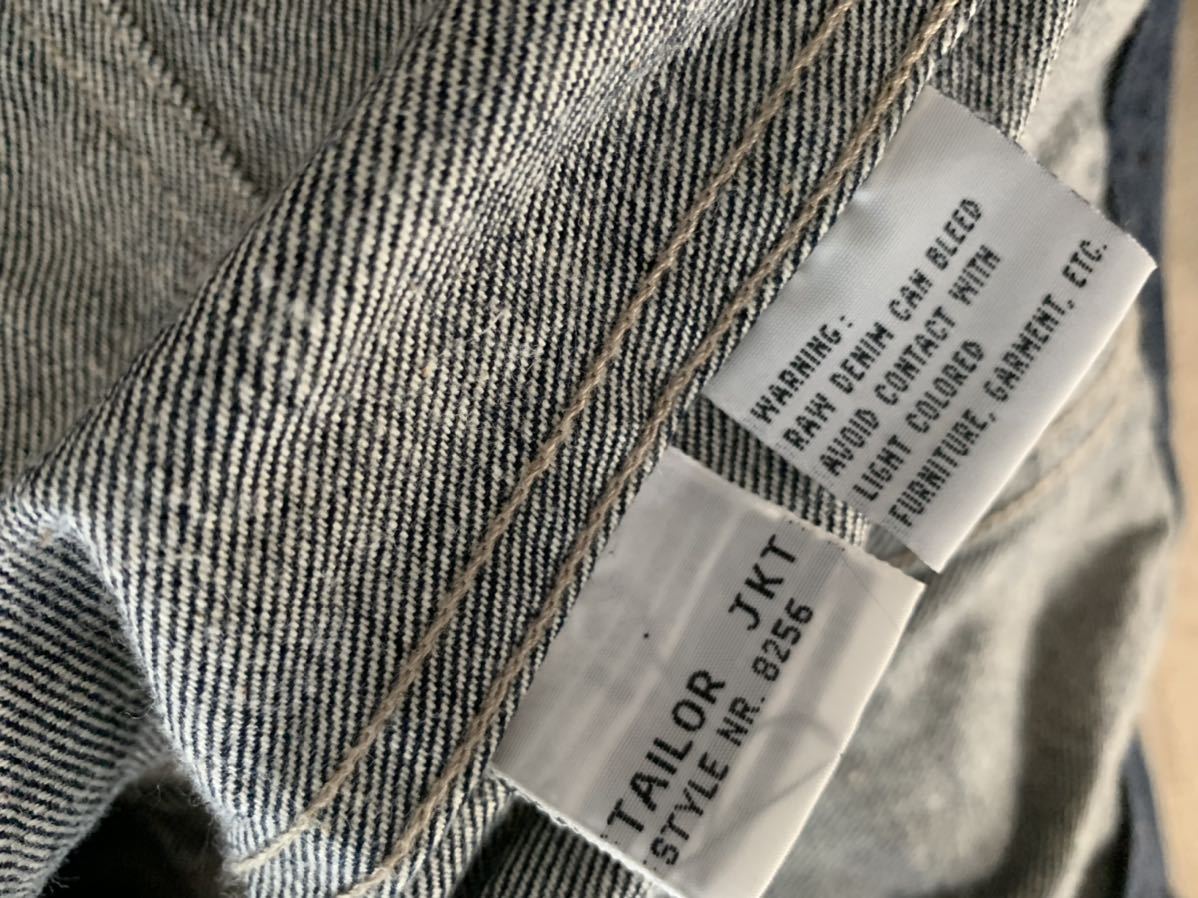 WARNING:
RAW DENIM CAN BLEED
AVOID CONTACT WITH
LIGHT COLORED
FURNITURE, GARMENT, ETC.
TAILOR JKT
STYLE NR. 8256